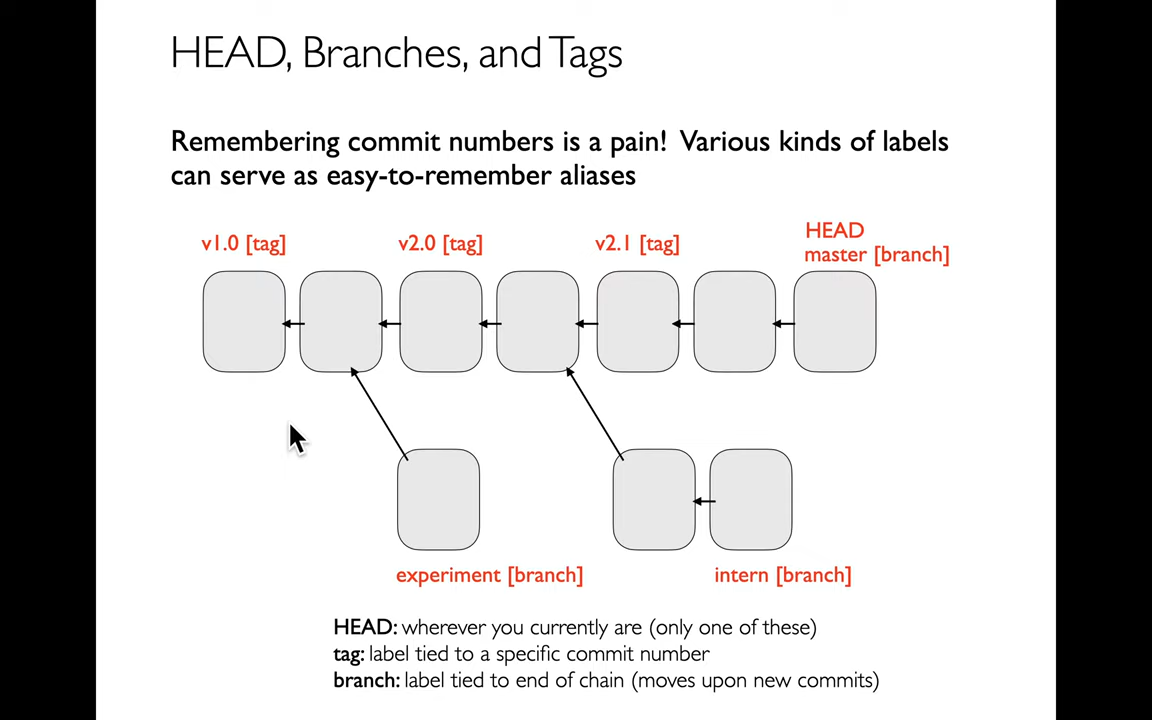 HEAD, Branches, and Tags
Remembering commit numbers is a pain! Various kinds of labels
can serve as easy-to-remember aliases
v1.0 [tag]
v2.0 [tag]
v2.1 [tag]
HEAD
master [branch]
experiment [branch]
intern [branch]
HEAD: wherever you currently are (only one of these)
tag: label tied to a specific commit number
branch: label tied to end of chain (moves upon new commits)